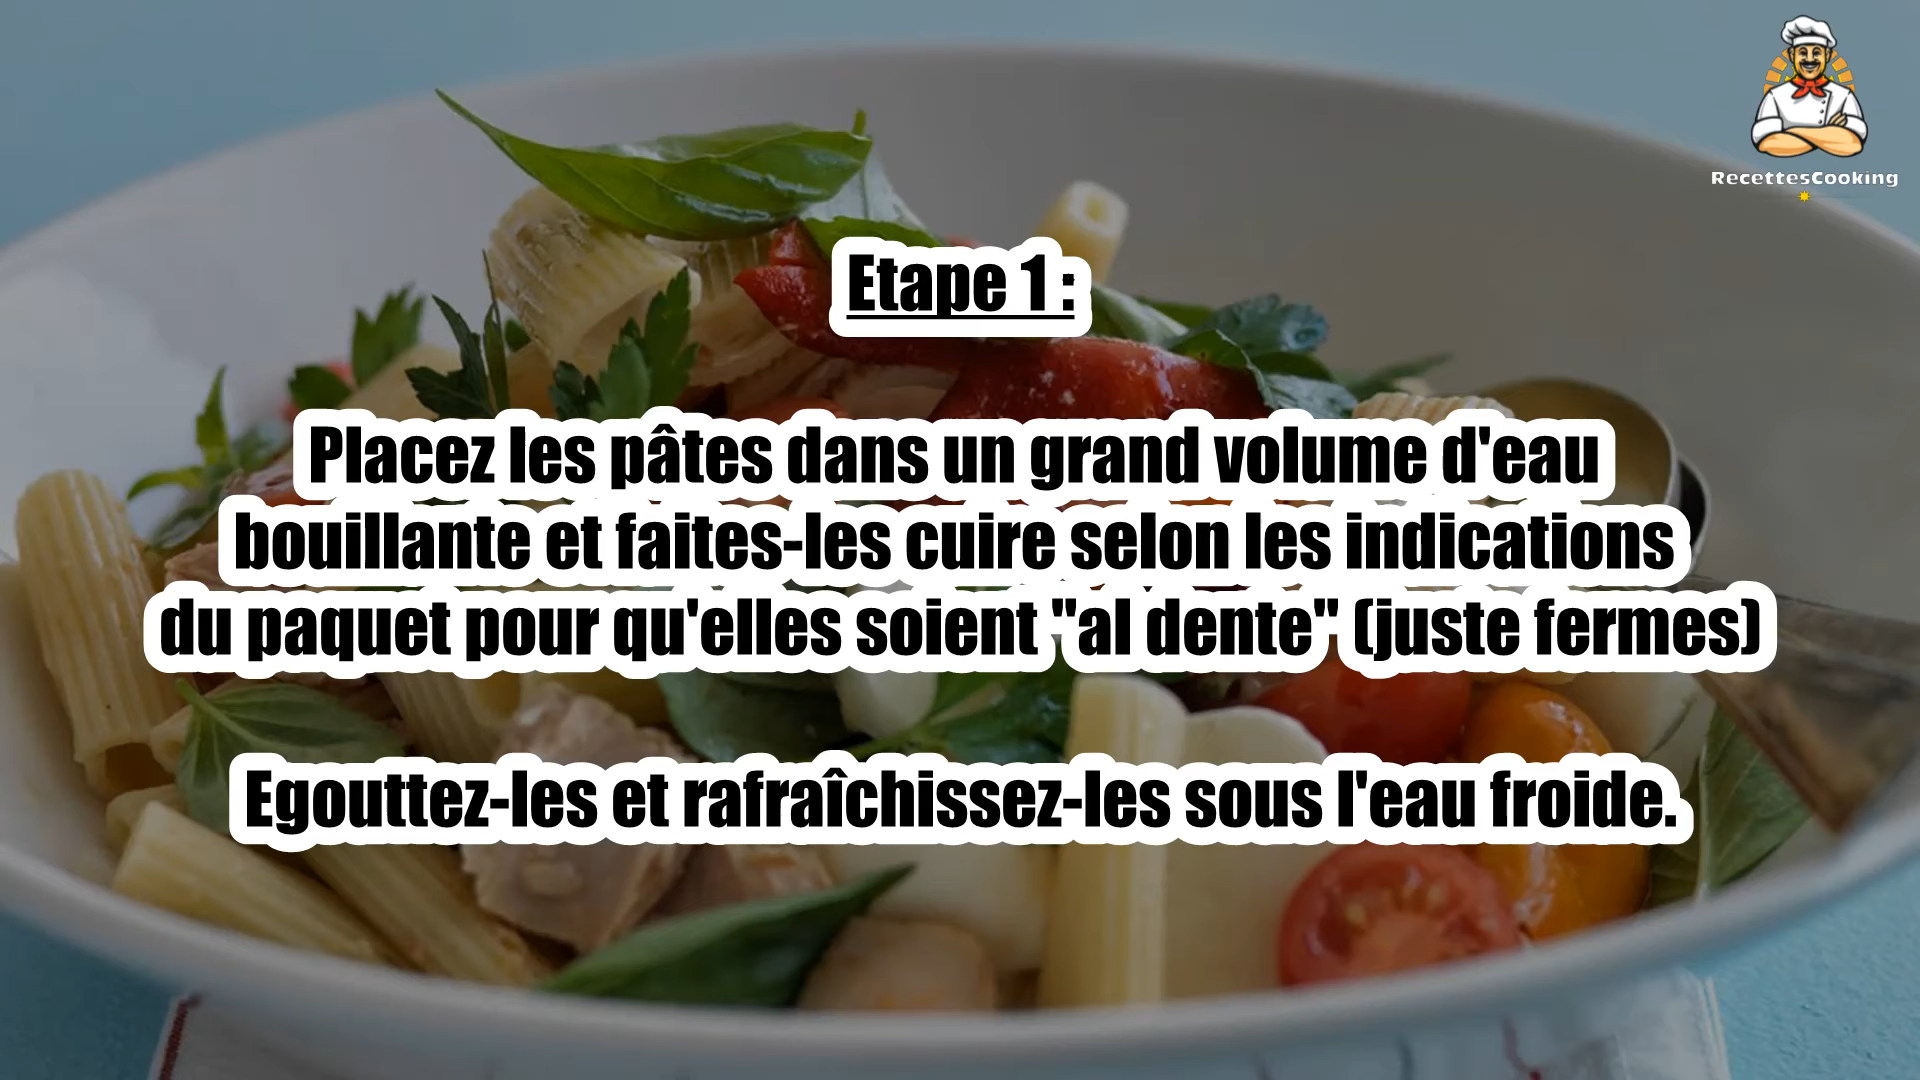 RecettesCooking
Etape 1 :
Placez les pâtes dans un grand volume d'eau
bouillante et faites-les cuire selon les indications
du paquet pour qu'elles soient "al dente" (juste fermes)
Egouttez-les et rafraîchissez-les sous l'eau froide.